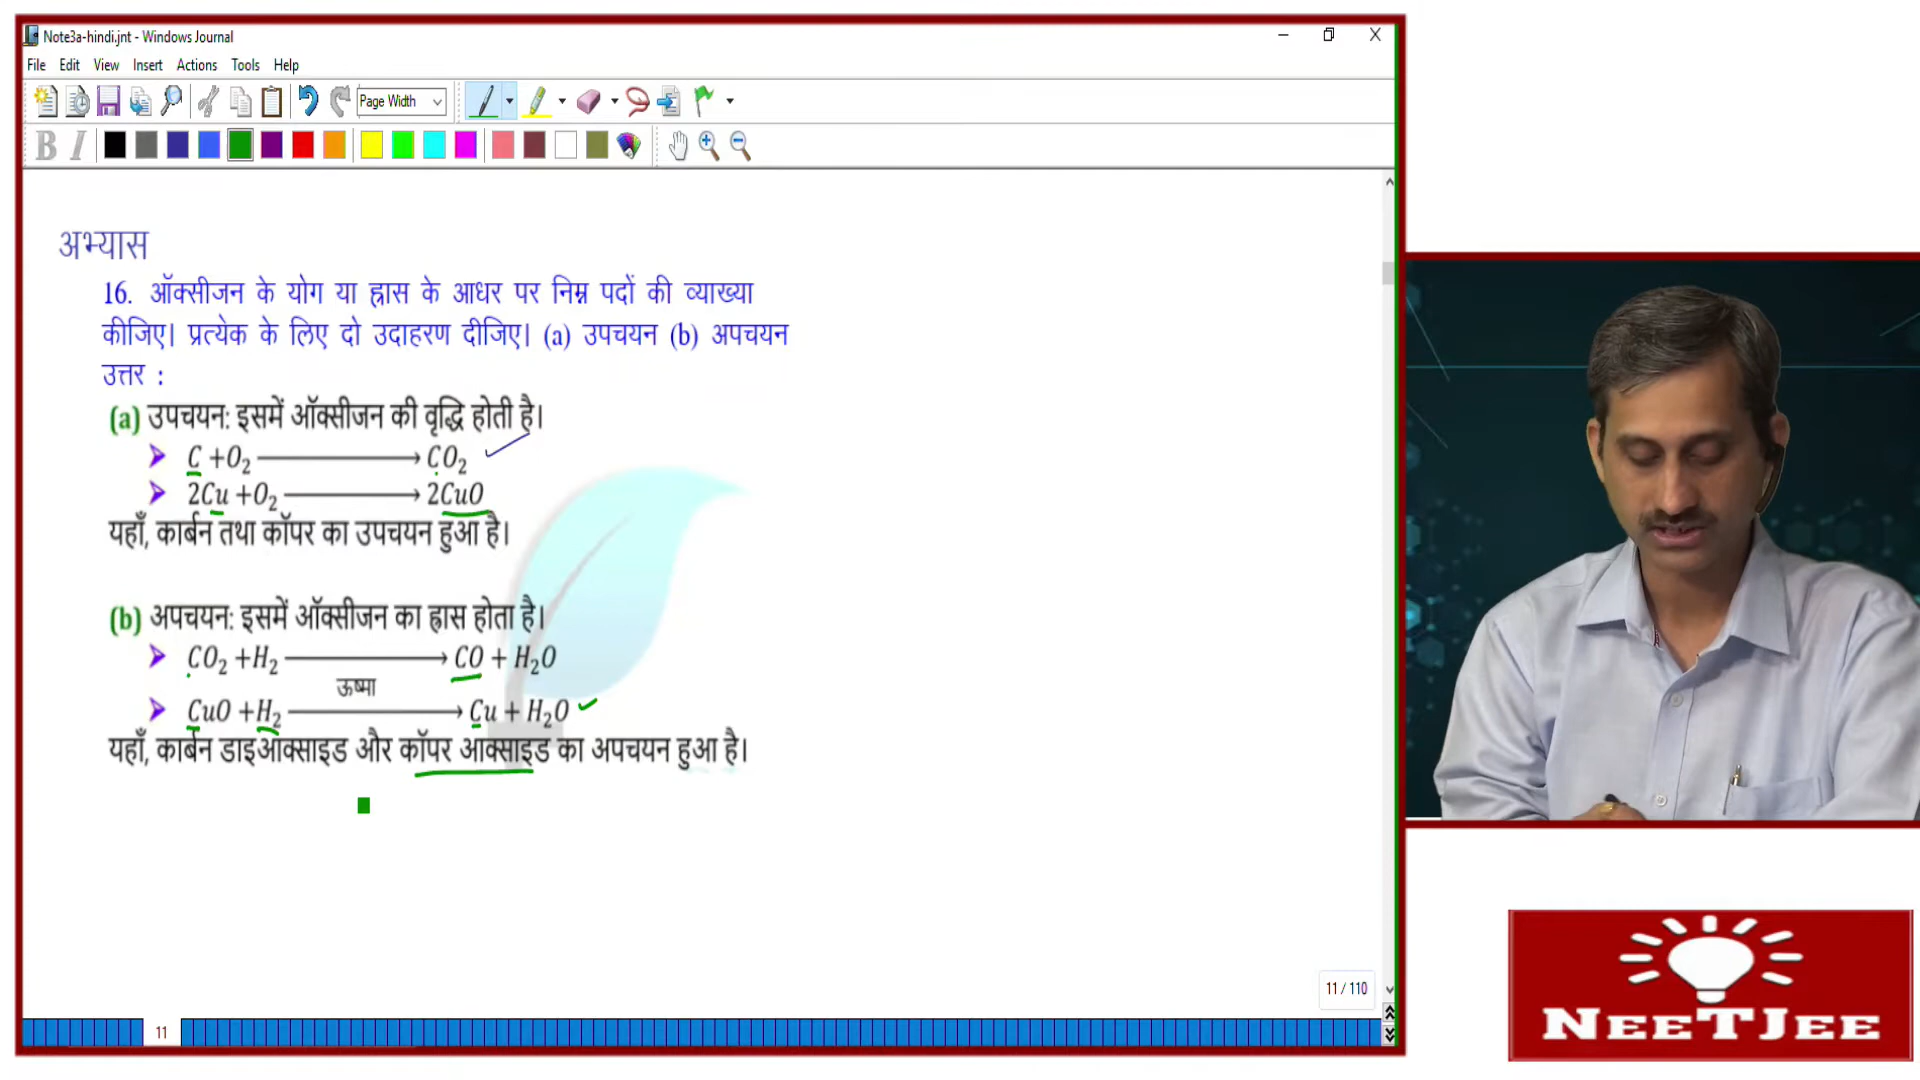 Note3a-hindi.jnt - Windows Journal
File Edit View Insert Actions Tools Help
Page Width
B I
अभ्यास
16. ऑक्सीजन के योग या ह्रास के आधर पर निम्न पदों की व्याख्या
कीजिए। प्रत्येक के लिए दो उदाहरण दीजिए। (a) उपचयन (b) अपचयन
उत्तर :
(a) उपचयन: इसमें ऑक्सीजन की वृद्धि होती है।
➢ C +O₂ ⟶ CO₂
➢ 2Cu +O₂ ⟶ 2CuO
यहाँ, कार्बन तथा कॉपर का उपचयन हुआ है।
(b) अपचयन: इसमें ऑक्सीजन का ह्रास होता है।
➢ CO₂ +H₂ ⟶ CO + H₂O
ऊष्मा
➢ CuO +H₂ ⟶ Cu + H₂O
यहाँ, कार्बन डाइऑक्साइड और कॉपर ऑक्साइड का अपचयन हुआ है।
11 / 110
11
NEETJEE